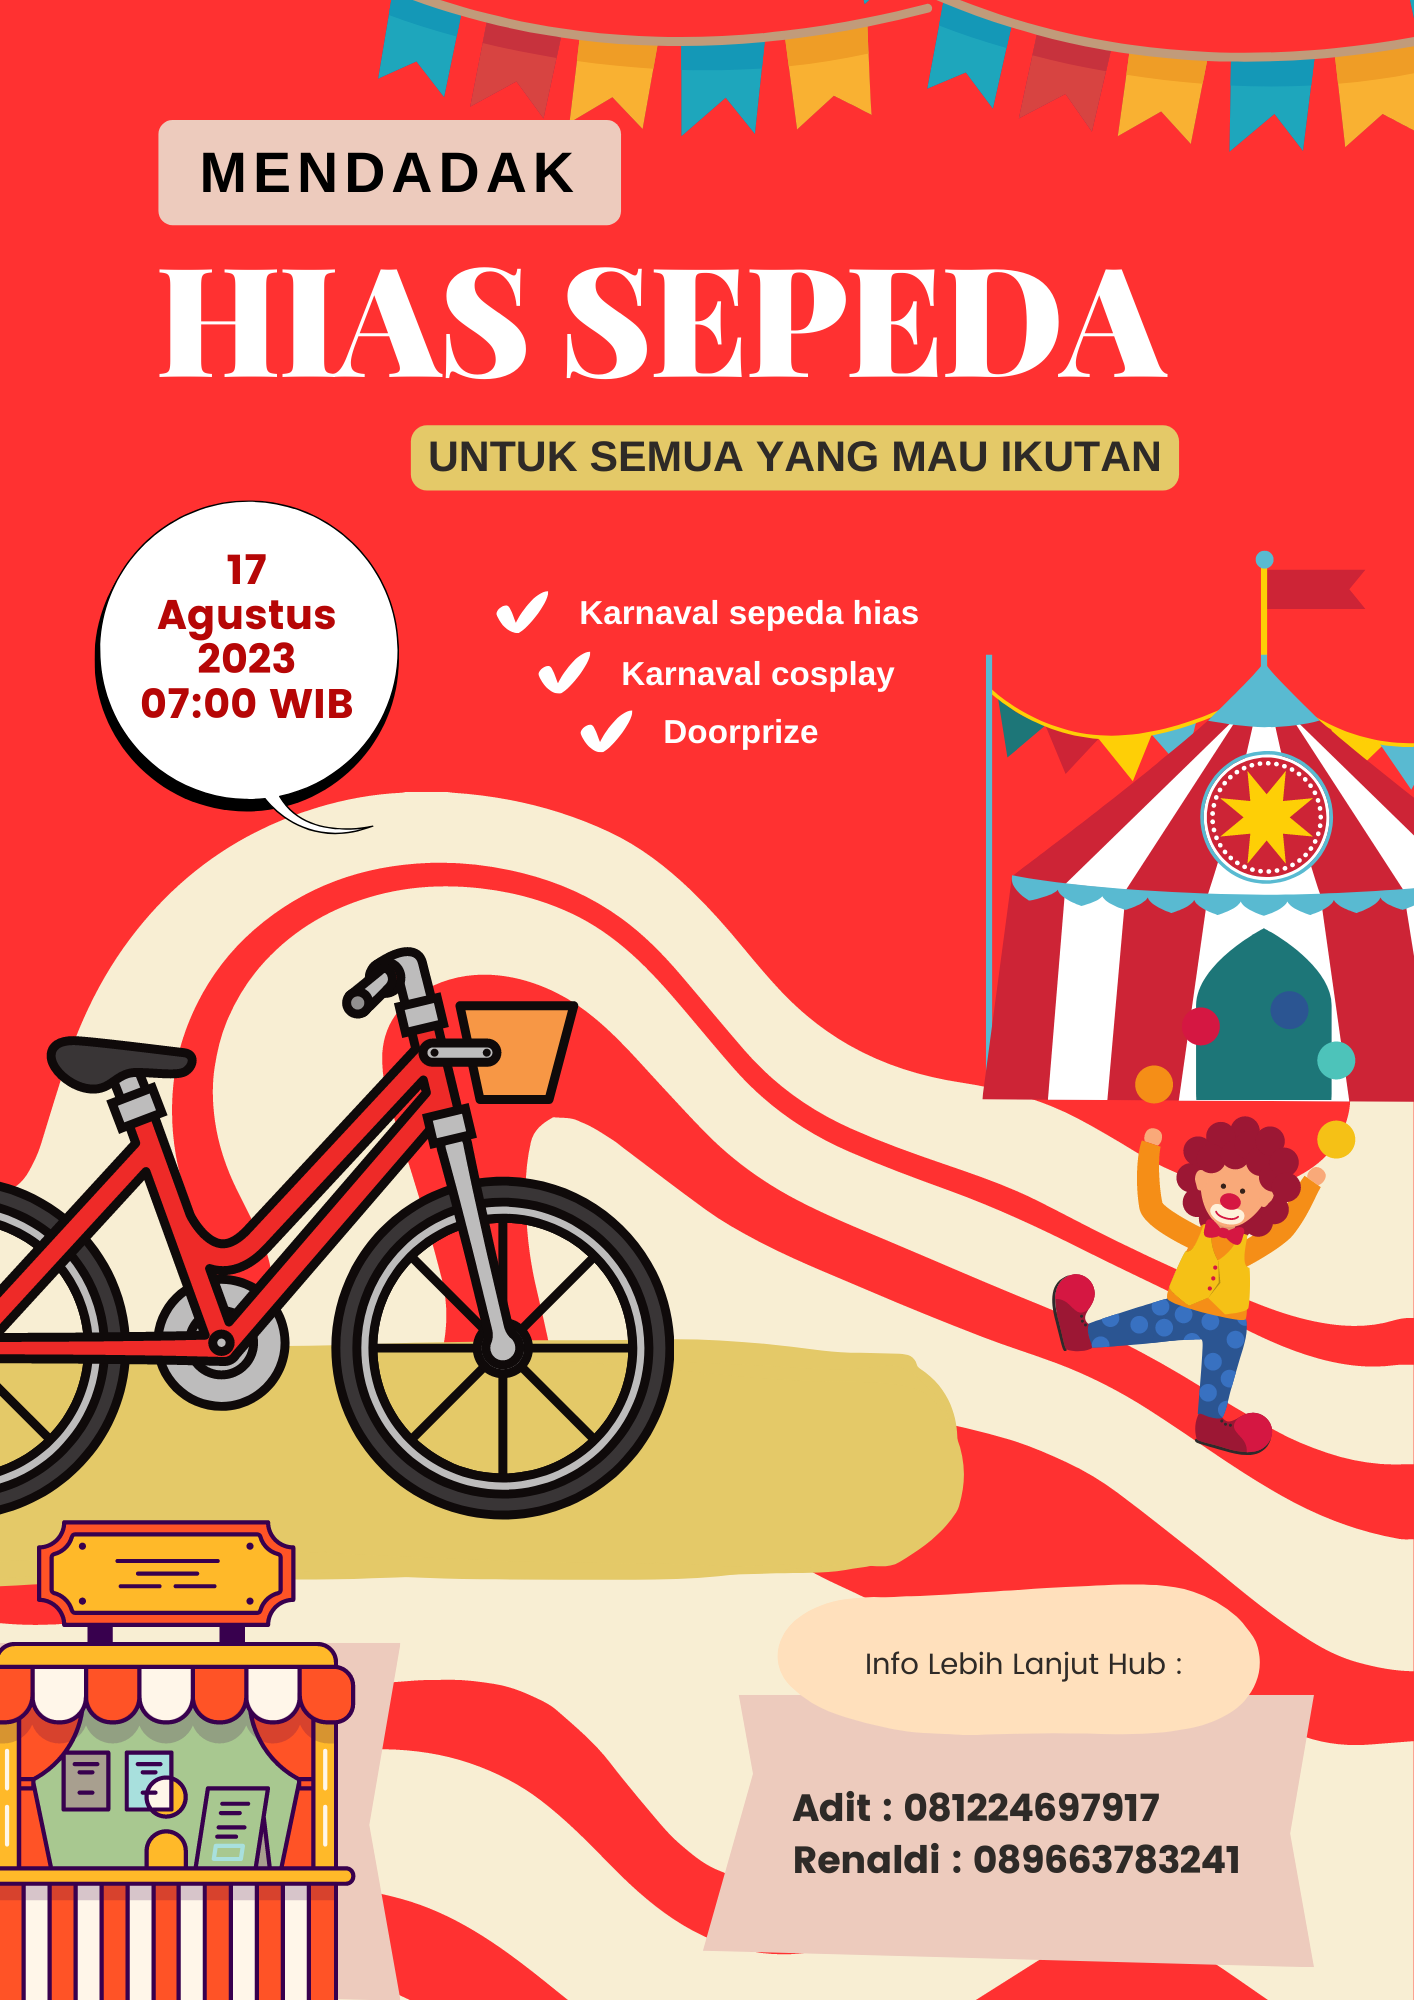 MENDADAK
HIAS SEPEDA
UNTUK SEMUA YANG MAU IKUTAN
17
Agustus
2023
07:00 WIB
Karnaval sepeda hias
Karnaval cosplay
Doorprize
Info Lebih Lanjut Hub :
Adit : 081224697917
Renaldi : 089663783241